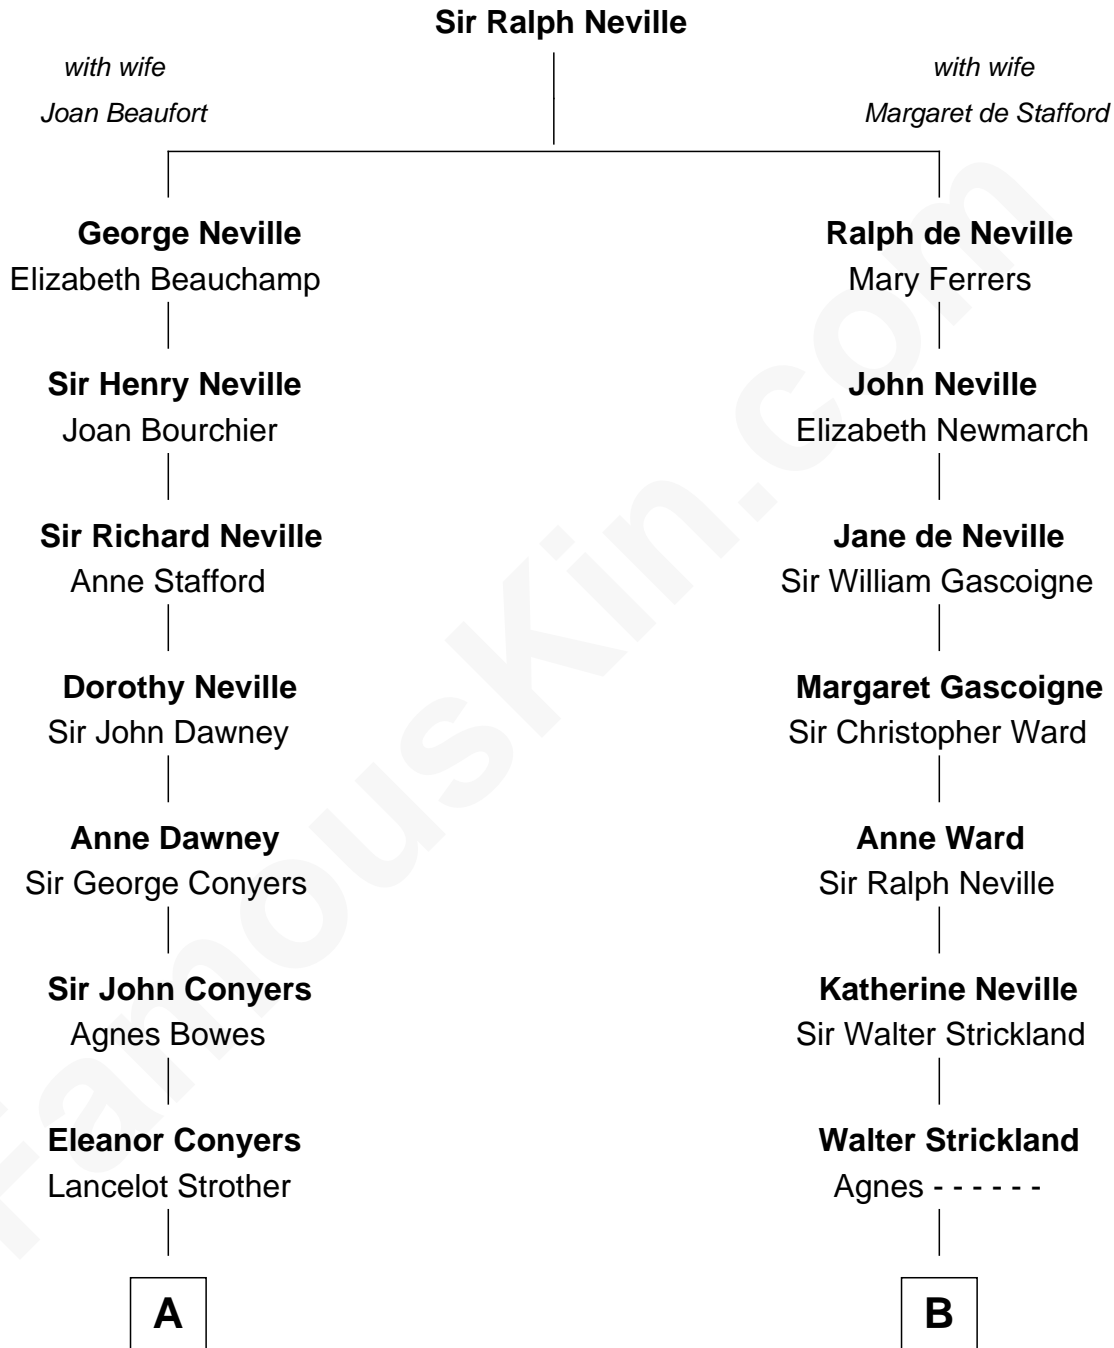 Sir Ralph Neville
with wife
Joan Beaufort
with wife
Margaret de Stafford
George Neville
Elizabeth Beauchamp
Sir Henry Neville
Joan Bourchier
Sir Richard Neville
Anne Stafford
Dorothy Neville
Sir John Dawney
Anne Dawney
Sir George Conyers
Sir John Conyers
Agnes Bowes
Eleanor Conyers
Lancelot Strother
A
Ralph de Neville
Mary Ferrers
John Neville
Elizabeth Newmarch
Jane de Neville
Sir William Gascoigne
Margaret Gascoigne
Sir Christopher Ward
Anne Ward
Sir Ralph Neville
Katherine Neville
Sir Walter Strickland
Walter Strickland
Agnes - - - - - -
B
FamousKin.com